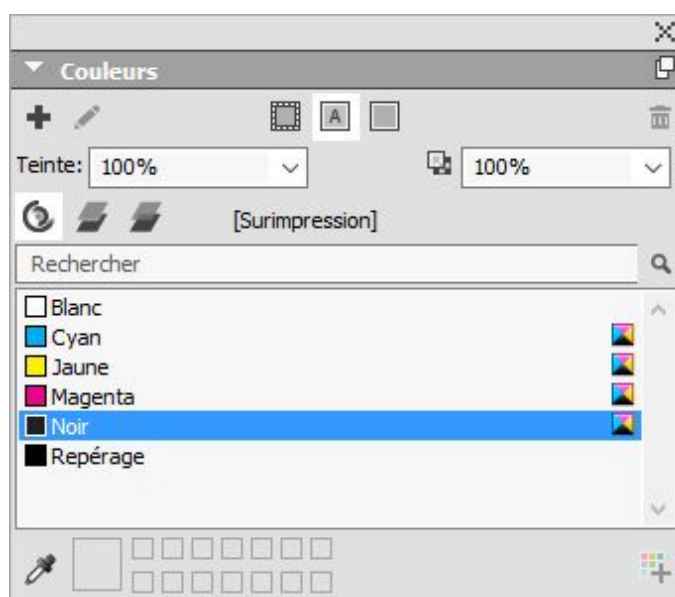 Couleurs
A
Teinte: 100% 100%
[Surimpression]
Rechercher
Blanc
Cyan
Jaune
Magenta
Noir
Repérage